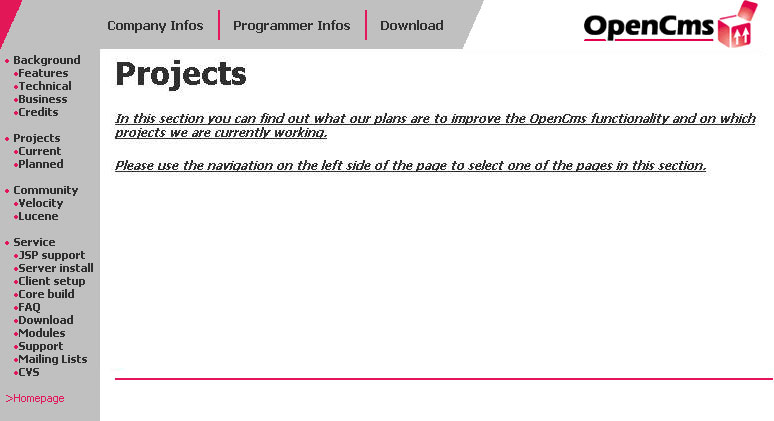 Company Infos
Programmer Infos
Download
OpenCms
Background
Features
Technical
Business
Credits
Projects
Current
Planned
Community
Velocity
Lucene
Service
JSP support
Server install
Client setup
Core build
FAQ
Download
Modules
Support
Mailing Lists
CVS
>Homepage
Projects
In this section you can find out what our plans are to improve the OpenCms functionality and on which
projects we are currently working.
Please use the navigation on the left side of the page to select one of the pages in this section.